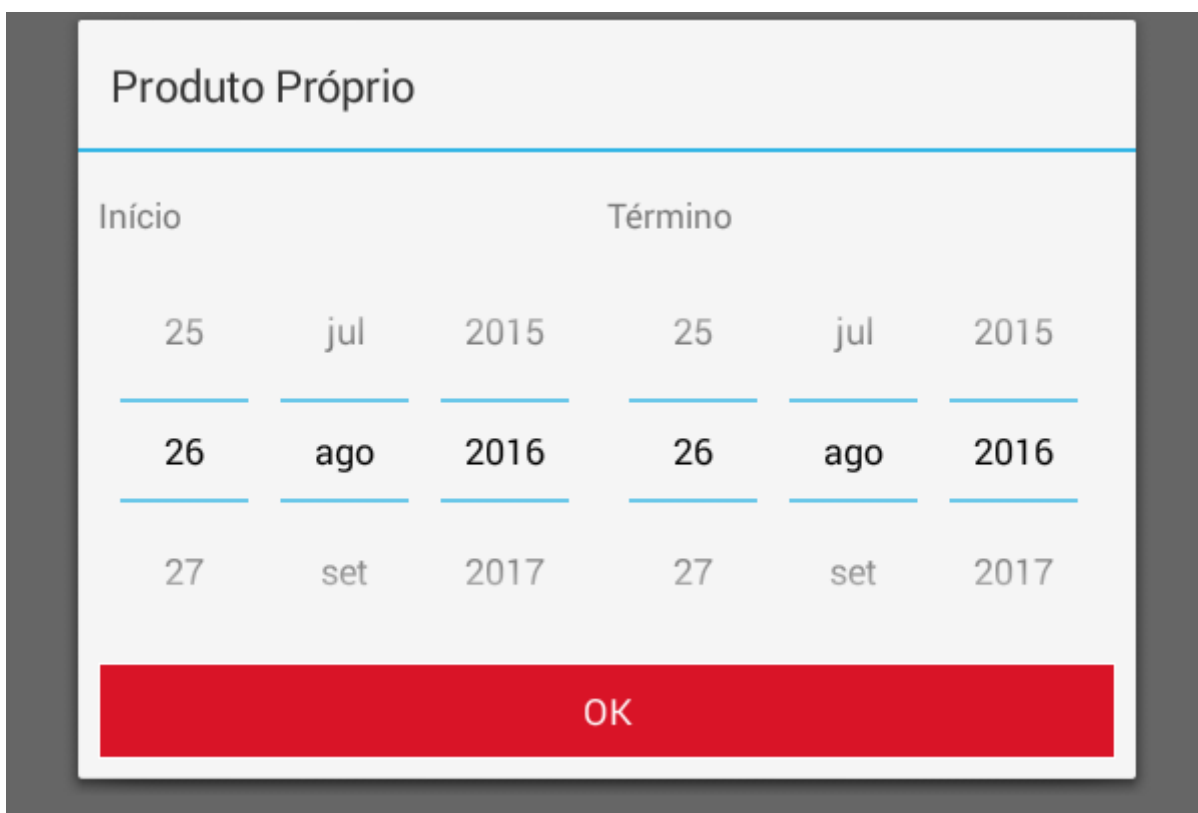 Produto Próprio
Início Término
25 jul 2015 25 jul 2015
26 ago 2016 26 ago 2016
27 set 2017 27 set 2017
OK